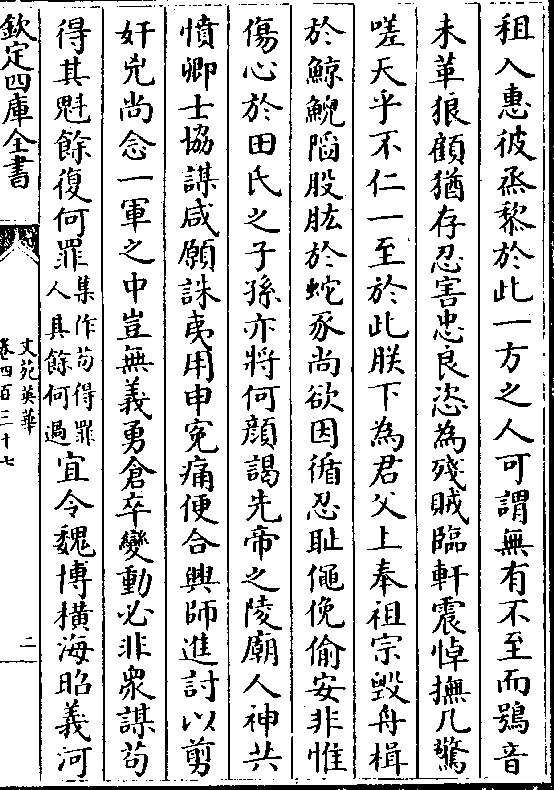 租入惠彼烝黎於此一方之人可謂無有不至而鴞音
未革狼顧猶存忍害忠良恣為殘賊臨軒震悼撫几驚
嗟天乎不仁一至於此朕下為君父上奉祖宗毀舟楫
於鯨鯢陷股肱於蛇豕尚欲因循忍恥僶俛偷安非惟
傷心於田氏之子孫亦將何顔謁先帝之陵廟人神共
憤卿士協謀咸願誅夷用申寃痛便合興師進討以剪
奸兇尚念一軍之中豈無義勇倉卒變動必非衆謀苟
得其魁餘復何罪集作苟得罪人其餘何過宜令魏博橫海昭義河
欽定四庫全書
文苑英華
卷四百三十七
二